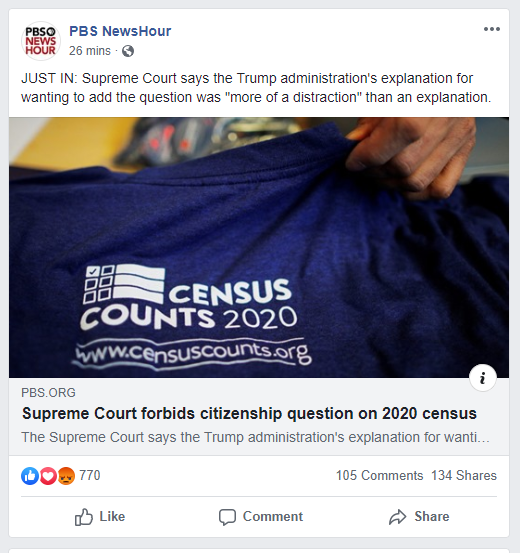 PBS
NEWS
HOUR
PBS NewsHour
26 mins ·
JUST IN: Supreme Court says the Trump administration's explanation for
wanting to add the question was "more of a distraction" than an explanation.
CENSUS
COUNTS 2020
www.censuscounts.org
i
PBS.ORG
Supreme Court forbids citizenship question on 2020 census
The Supreme Court says the Trump administration's explanation for wanti...
770
105 Comments 134 Shares
Like Comment Share